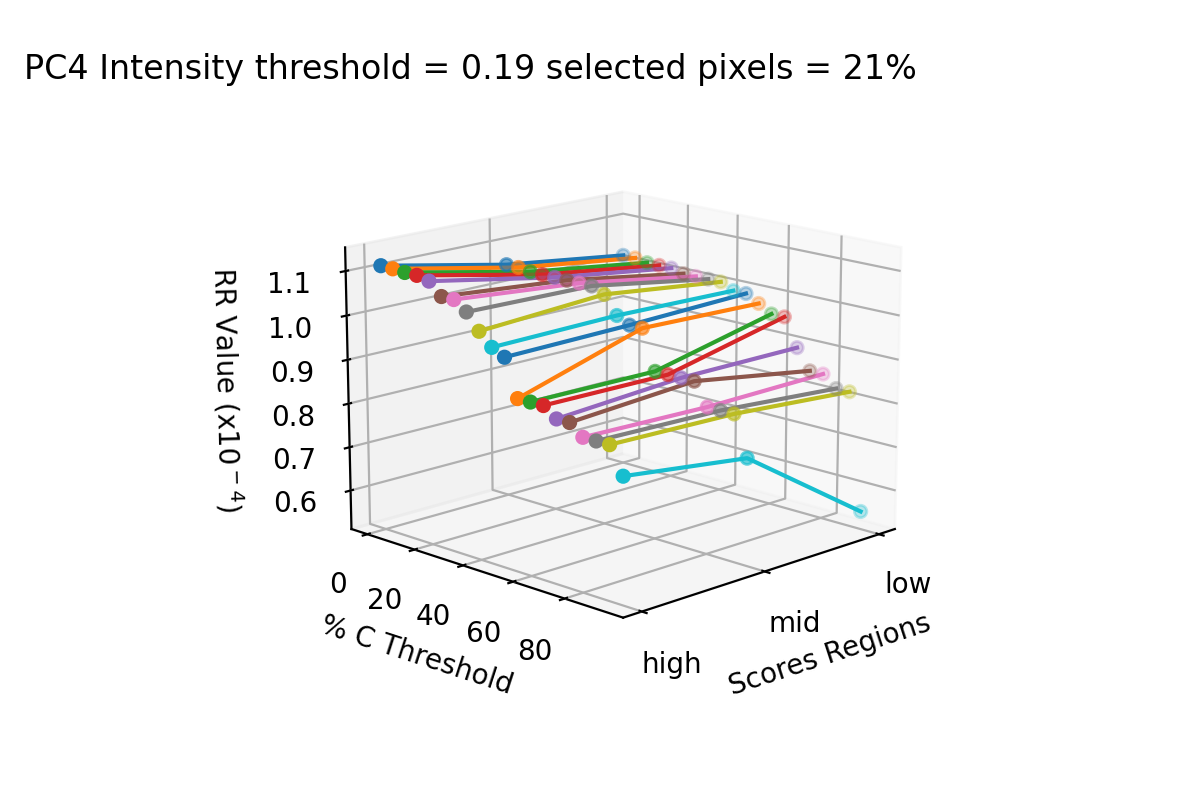 PC4 Intensity threshold = 0.19 selected pixels = 21%
RR Value (x10⁻⁴)
1.1
1.0
0.9
0.8
0.7
0.6
0
20
40
60
80
% C Threshold
high
mid
low
Scores Regions